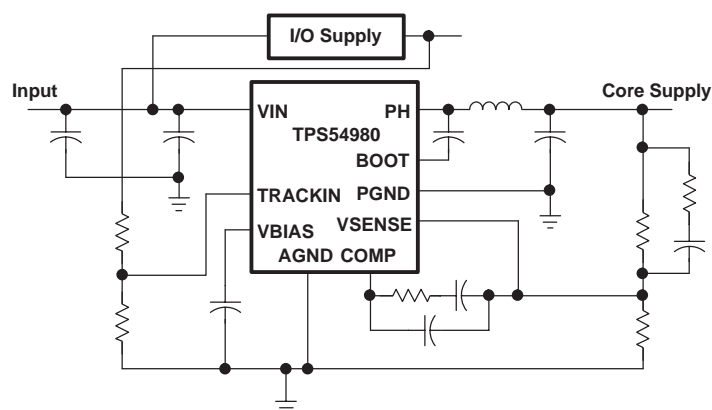 I/O Supply
Input
Core Supply
VIN
PH
TPS54980
BOOT
TRACKIN
PGND
VSENSE
VBIAS
AGND COMP